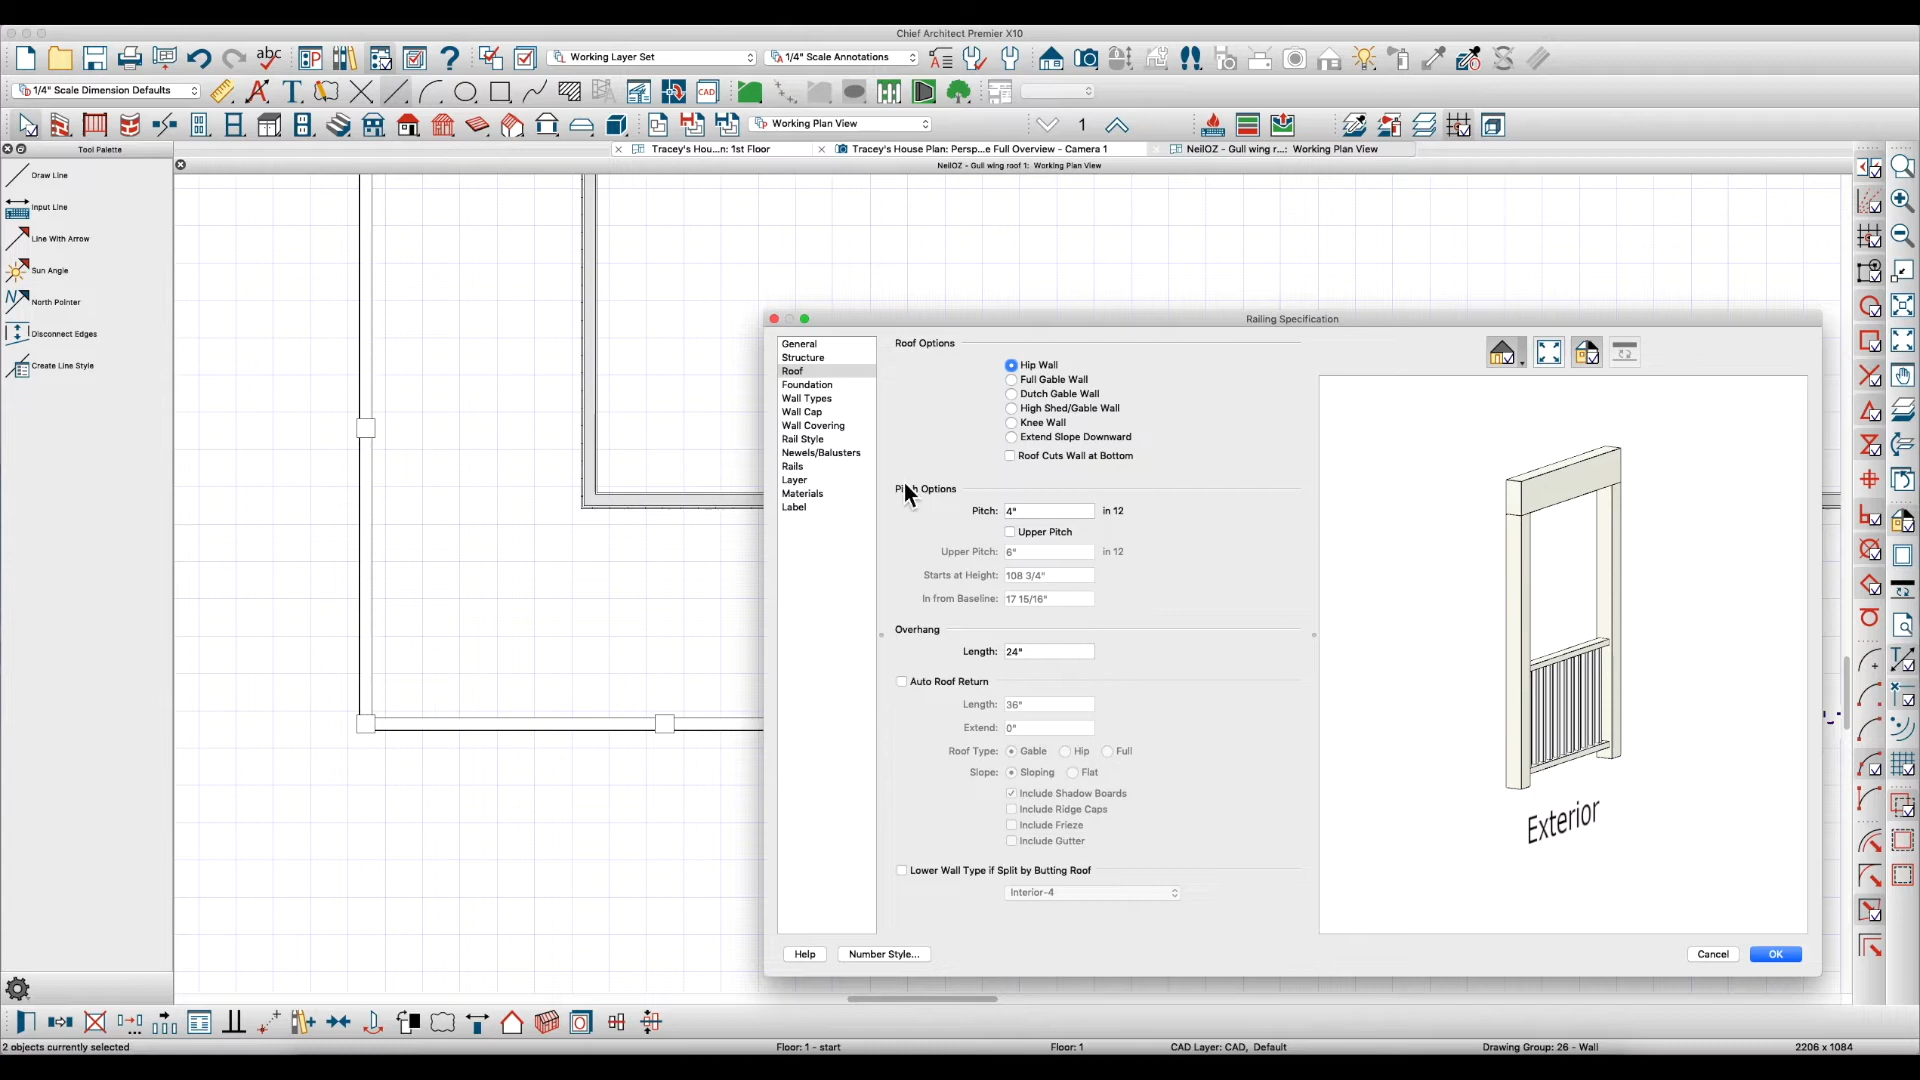 Chief Architect Premier X10
abc
Working Layer Set
1/4" Scale Annotations
1/4" Scale Dimension Defaults
CAD
Working Plan View
1
Tool Palette
Tracey's Hou...n: 1st Floor
Tracey's House Plan: Persp...e Full Overview - Camera 1
NeilOZ - Gull wing r...: Working Plan View
NeilOZ - Gull wing roof 1: Working Plan View
Draw Line
Input Line
Line With Arrow
Sun Angle
North Pointer
Disconnect Edges
Create Line Style
Railing Specification
General
Structure
Roof
Foundation
Wall Types
Wall Cap
Wall Covering
Rail Style
Newels/Balusters
Rails
Layer
Materials
Label
Roof Options
Hip Wall
Full Gable Wall
Dutch Gable Wall
High Shed/Gable Wall
Knee Wall
Extend Slope Downward
Roof Cuts Wall at Bottom
Options
Pitch: 4" in 12
Upper Pitch
Upper Pitch: 6" in 12
Starts at Height: 108 3/4"
In from Baseline: 17 15/16"
Overhang
Length: 24"
Auto Roof Return
Length: 36"
Extend: 0"
Roof Type: Gable Hip Full
Slope: Sloping Flat
Include Shadow Boards
Include Ridge Caps
Include Frieze
Include Gutter
Lower Wall Type if Split by Butting Roof
Interior-4
Exterior
Help
Number Style...
Cancel
OK
2 objects currently selected
Floor: 1 - start
Floor: 1
CAD Layer: CAD, Default
Drawing Group: 26 - Wall
2206 x 1084